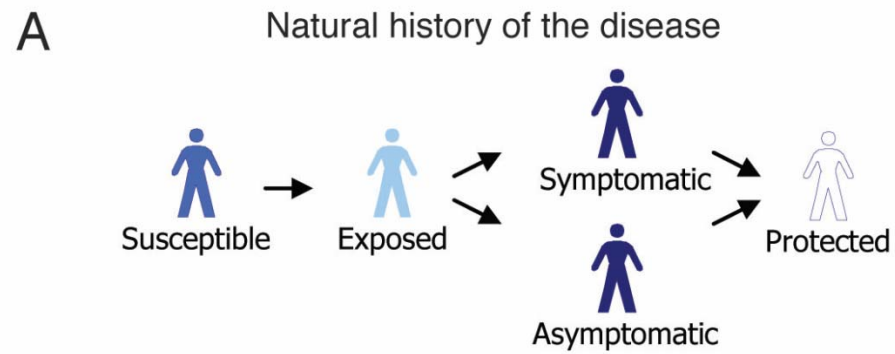 A
Natural history of the disease
Susceptible
Exposed
Symptomatic
Asymptomatic
Protected